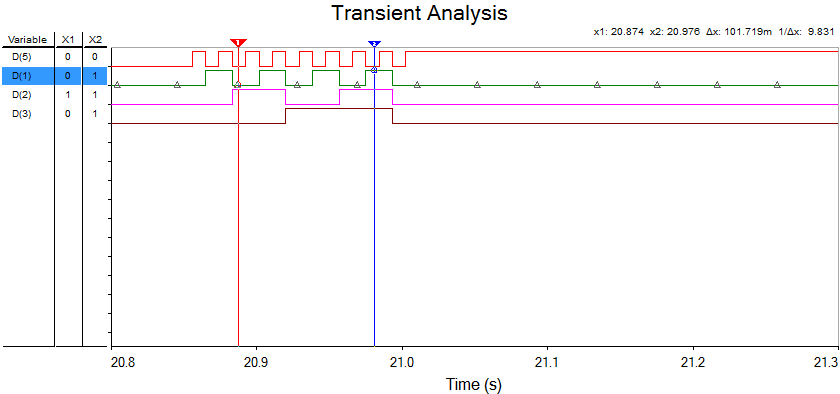 Transient Analysis
x1: 20.874 x2: 20.976 Δx: 101.719m 1/Δx: 9.831
Variable X1 X2
D(5) 0 0
D(1) 0 1
D(2) 1 1
D(3) 0 1
1 2
20.8 20.9 21.0 21.1 21.2 21.3
Time (s)